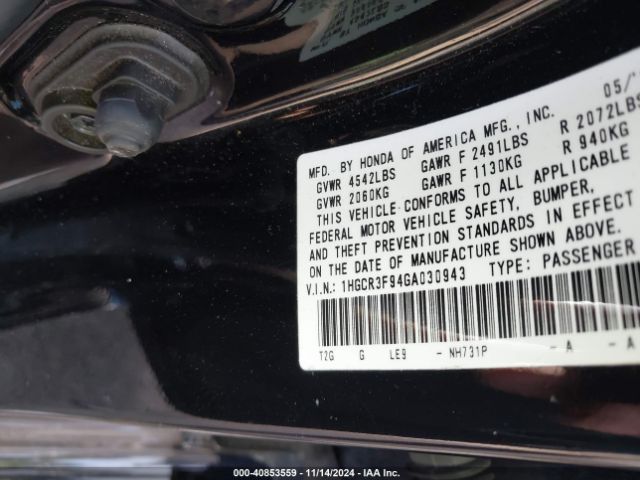 05/
MFD. BY HONDA OF AMERICA MFG., INC.
GVWR 4542LBS GAWR F 2491LBS R 2072LBS
GVWR 2060KG GAWR F 1130KG R 940KG
THIS VEHICLE CONFORMS TO ALL APPLICABLE
FEDERAL MOTOR VEHICLE SAFETY, BUMPER,
AND THEFT PREVENTION STANDARDS IN EFFECT
ON THE DATE OF MANUFACTURE SHOWN ABOVE.
V.I.N.: 1HGCR3F94GA030943 TYPE: PASSENGER
T2G G LE9 - NH731P - A - A
000-40853559 • 11/14/2024 - IAA Inc.